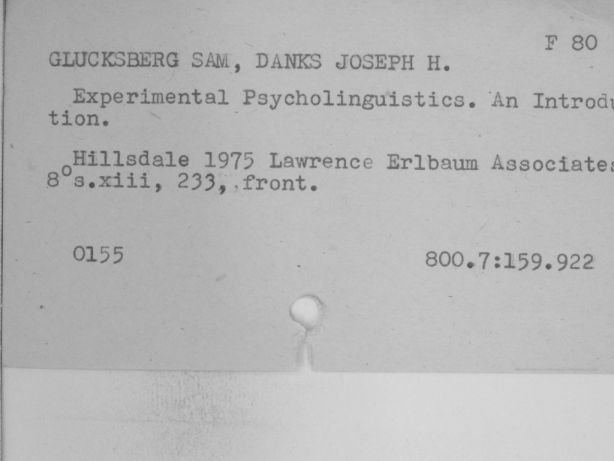 F 80
GLUCKSBERG SAM, DANKS JOSEPH H.
Experimental Psycholinguistics. An Introdu
tion.
Hillsdale 1975 Lawrence Erlbaum Associates
8°s.xiii, 233, front.
0155
800.7:159.922